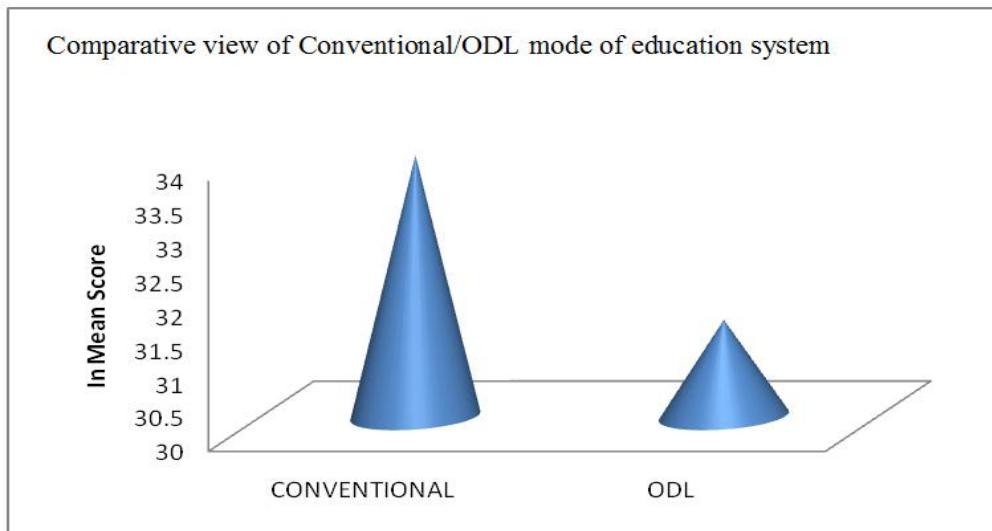 Comparative view of Conventional/ODL mode of education system
34
33.5
33
32.5
32
31.5
31
30.5
30
In Mean Score
CONVENTIONAL
ODL